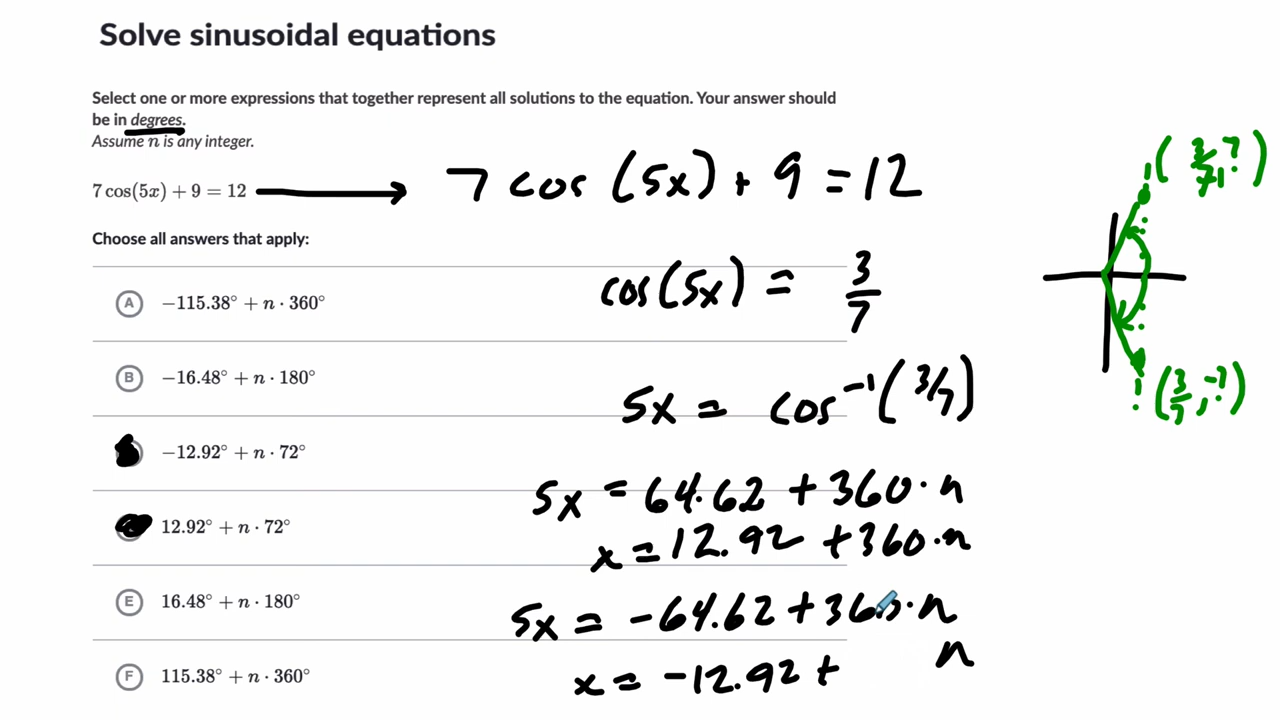 Solve sinusoidal equations
Select one or more expressions that together represent all solutions to the equation. Your answer should
be in degrees.
Assume n is any integer.
7 cos(5x) + 9 = 12
7 cos (5x) + 9 = 12
Choose all answers that apply:
A −115.38° + n · 360°
B −16.48° + n · 180°
−12.92° + n · 72°
12.92° + n · 72°
E 16.48° + n · 180°
F 115.38° + n · 360°
cos(5x) = 3/7
5x = cos⁻¹(3/7)
5x = 64.62 + 360 · n
x = 12.92 + 360 · n
5x = -64.62 + 360 · n
x = -12.92 + n
(3/7, ?)
(3/7, -?)